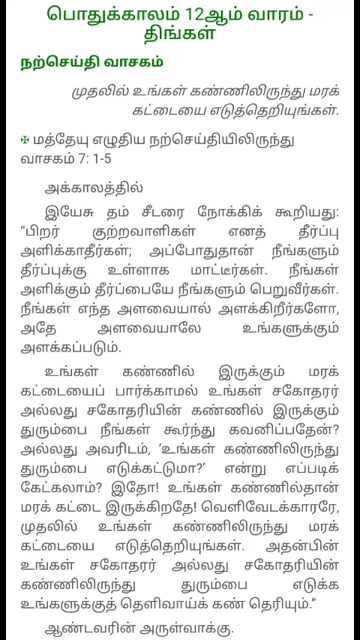 பொதுக்காலம் 12ஆம் வாரம் -
திங்கள்
நற்செய்தி வாசகம்
முதலில் உங்கள் கண்ணிலிருந்து மரக்
கட்டையை எடுத்தெறியுங்கள்.
✠ மத்தேயு எழுதிய நற்செய்தியிலிருந்து
வாசகம் 7: 1-5
அக்காலத்தில்
இயேசு தம் சீடரை நோக்கிக் கூறியது:
“பிறர் குற்றவாளிகள் எனத் தீர்ப்பு
அளிக்காதீர்கள்; அப்போதுதான் நீங்களும்
தீர்ப்புக்கு உள்ளாக மாட்டீர்கள். நீங்கள்
அளிக்கும் தீர்ப்பையே நீங்களும் பெறுவீர்கள்.
நீங்கள் எந்த அளவையால் அளக்கிறீர்களோ,
அதே அளவையாலே உங்களுக்கும்
அளக்கப்படும்.
உங்கள் கண்ணில் இருக்கும் மரக்
கட்டையைப் பார்க்காமல் உங்கள் சகோதரர்
அல்லது சகோதரியின் கண்ணில் இருக்கும்
துரும்பை நீங்கள் கூர்ந்து கவனிப்பதேன்?
அல்லது அவரிடம், ‘உங்கள் கண்ணிலிருந்து
துரும்பை எடுக்கட்டுமா?’ என்று எப்படிக்
கேட்கலாம்? இதோ! உங்கள் கண்ணில்தான்
மரக் கட்டை இருக்கிறதே! வெளிவேடக்காரரே,
முதலில் உங்கள் கண்ணிலிருந்து மரக்
கட்டையை எடுத்தெறியுங்கள். அதன்பின்
உங்கள் சகோதரர் அல்லது சகோதரியின்
கண்ணிலிருந்து துரும்பை எடுக்க
உங்களுக்குத் தெளிவாய்க் கண் தெரியும்.”
ஆண்டவரின் அருள்வாக்கு.